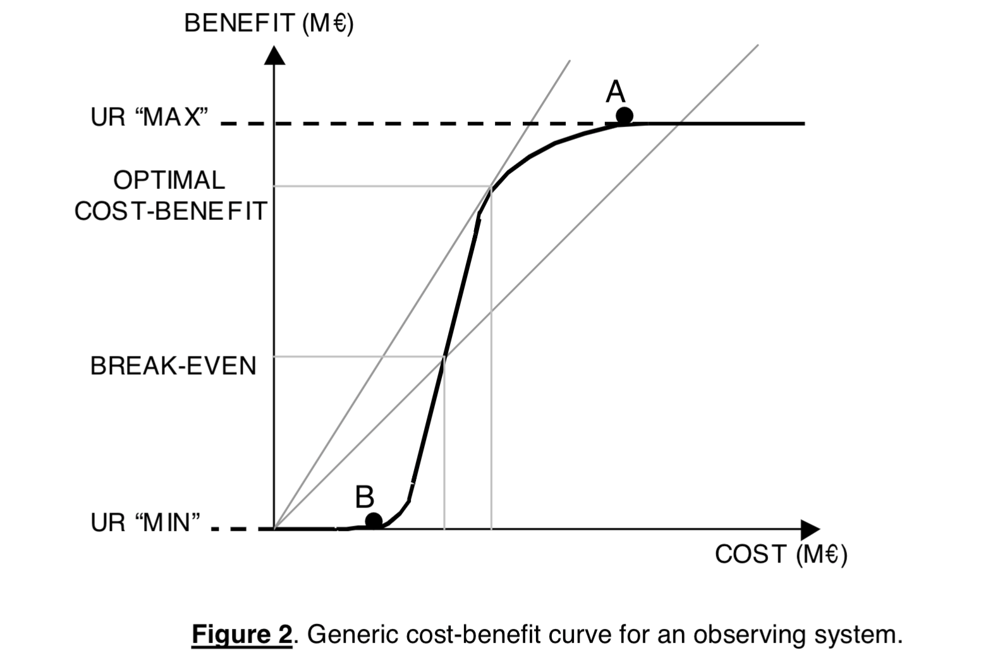 BENEFIT (M€)
A
UR “MAX”
OPTIMAL
COST-BENEFIT
BREAK-EVEN
B
UR “MIN”
COST (M€)
Figure 2. Generic cost-benefit curve for an observing system.